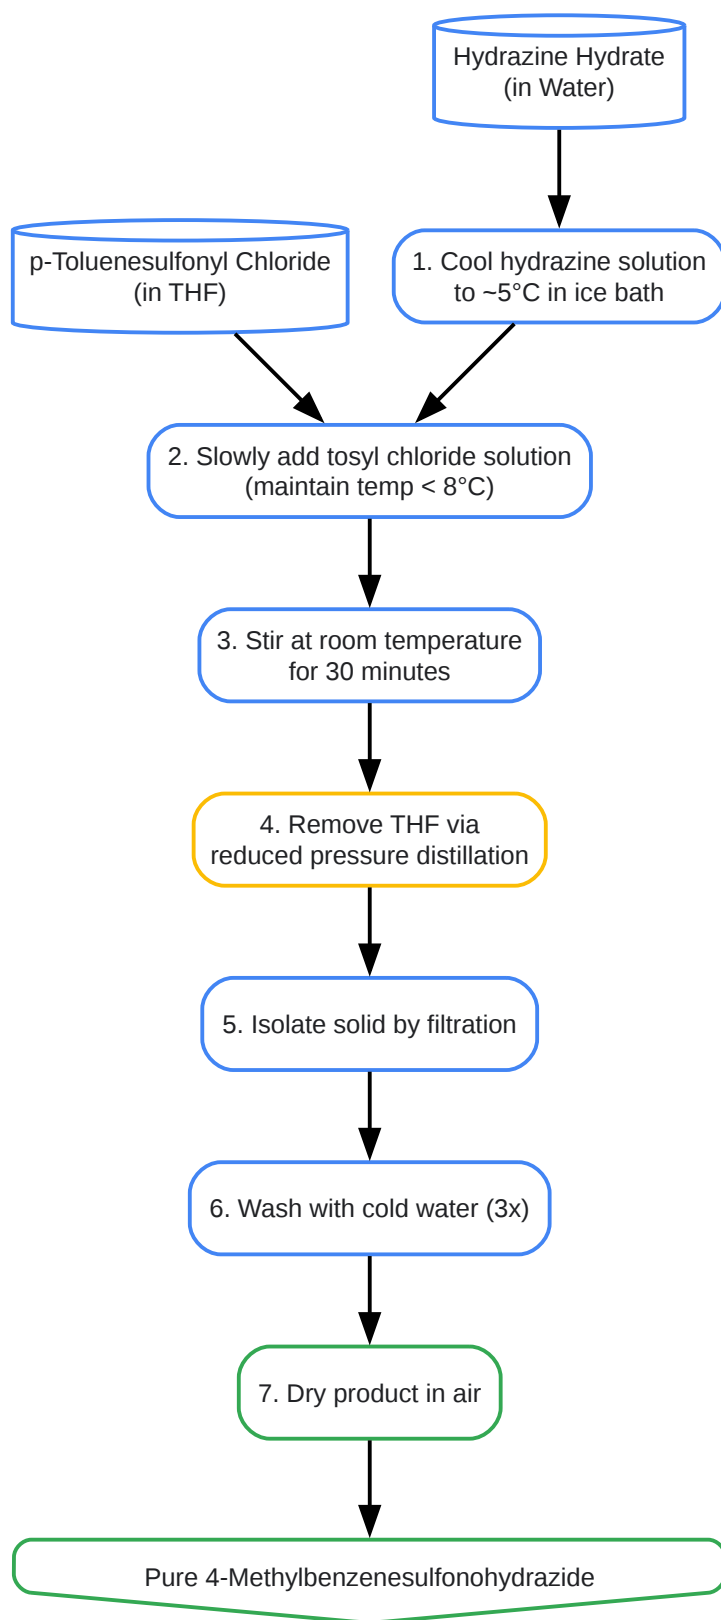 Hydrazine Hydrate
(in Water)
p-Toluenesulfonyl Chloride
(in THF)
1. Cool hydrazine solution
to ~5°C in ice bath
2. Slowly add tosyl chloride solution
(maintain temp < 8°C)
3. Stir at room temperature
for 30 minutes
4. Remove THF via
reduced pressure distillation
5. Isolate solid by filtration
6. Wash with cold water (3x)
7. Dry product in air
Pure 4-Methylbenzenesulfonohydrazide